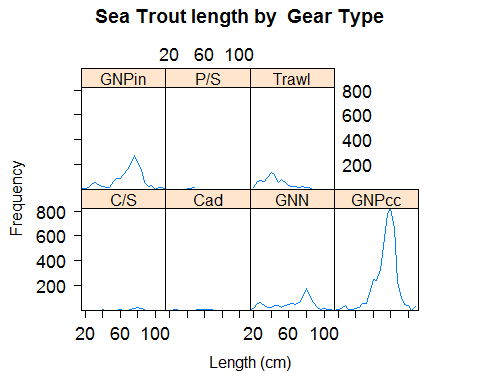 Sea Trout length by  Gear Type
20 60 100
GNPin P/S Trawl
800
600
400
200
C/S Cad GNN GNPcc
800
600
400
200
Frequency
20 60 100 20 60 100
Length (cm)